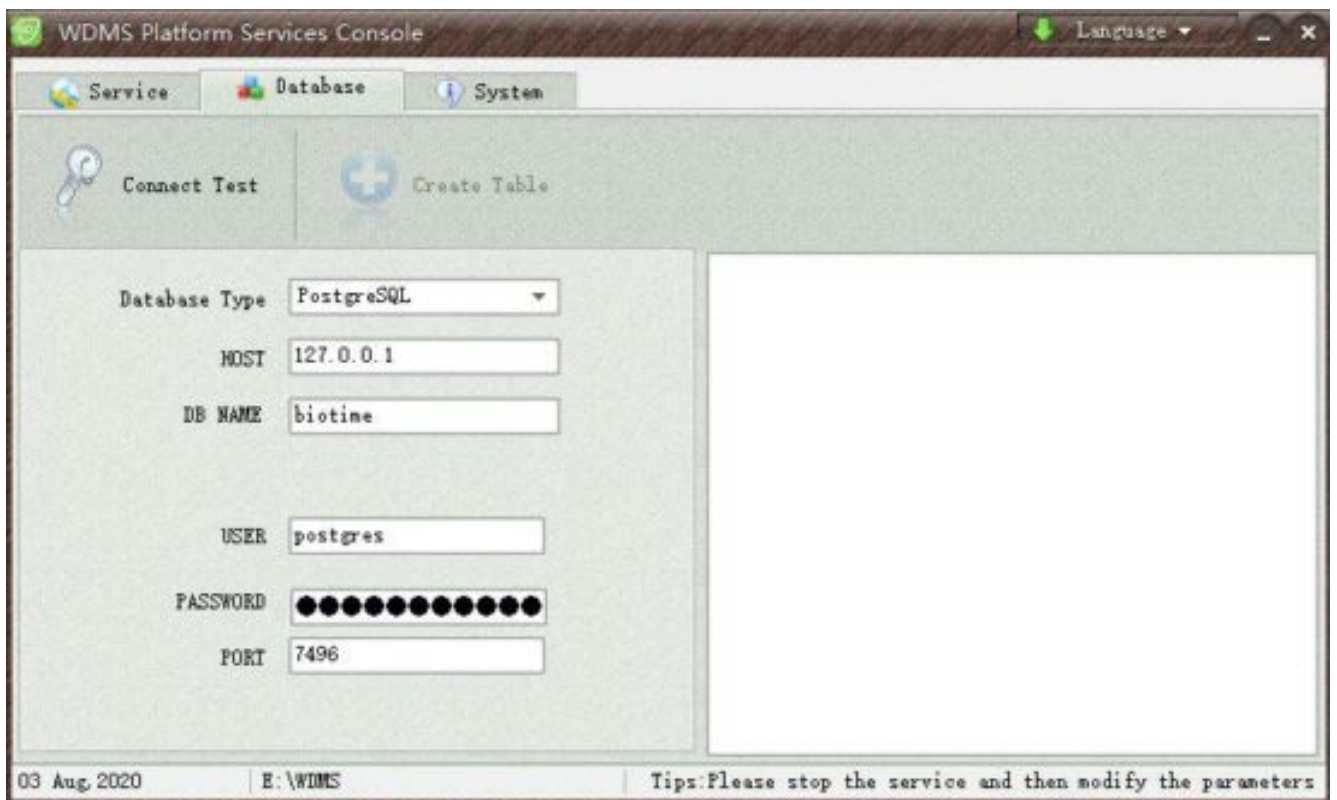 WDMS Platform Services Console
Language
Service
Database
System
Connect Test
Create Table
Database Type
PostgreSQL
HOST
127.0.0.1
DB NAME
biotime
USER
postgres
PASSWORD
●●●●●●●●●●●
PORT
7496
03 Aug,2020
E:\WDMS
Tips:Please stop the service and then modify the parameters